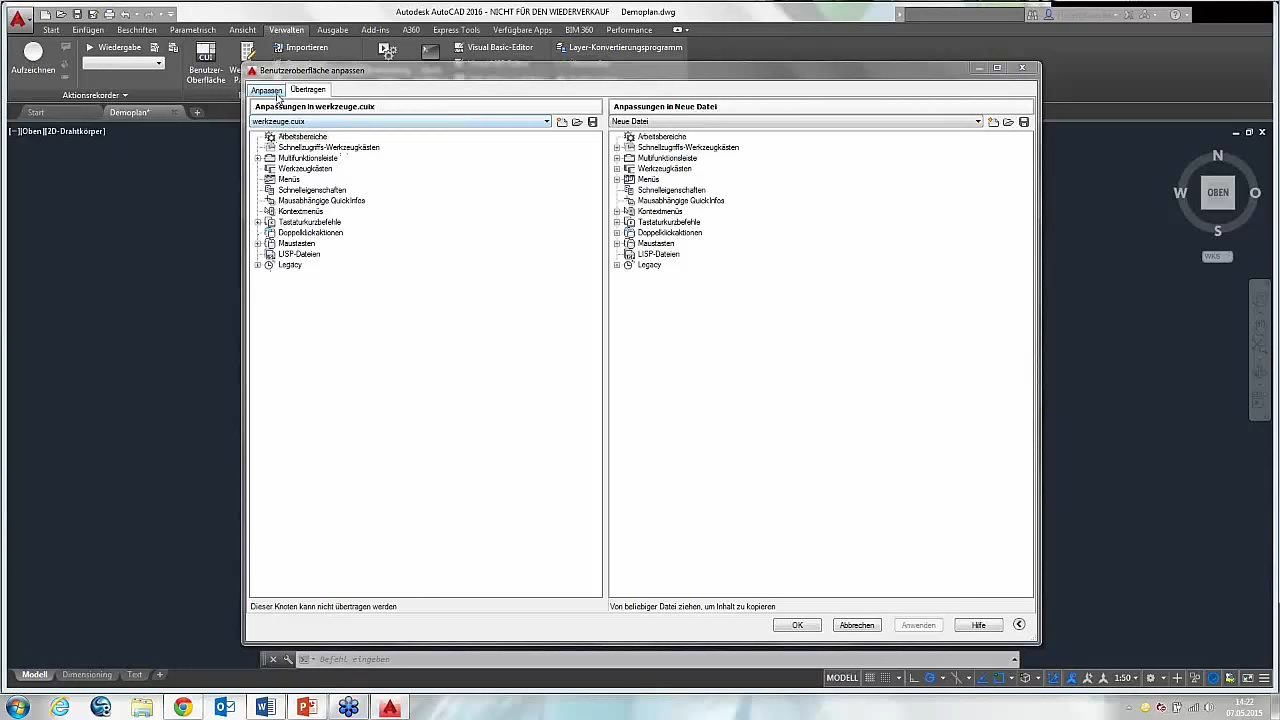 Autodesk AutoCAD 2016 - NICHT FÜR DEN WIEDERVERKAUF Demoplan.dwg
Start Einfügen Beschriften Parametrisch Ansicht Verwalten Ausgabe Add-ins A360 Express Tools Verfügbare Apps BIM 360 Performance
Wiedergabe CUI Importieren Visual Basic-Editor Layer-Konvertierungsprogramm
Aufzeichnen Benutzer-
Oberfläche
Aktionsrekorder
Start Demoplan*
Benutzeroberfläche anpassen
Anpassen Übertragen
Anpassungen in werkzeuge.cuix
werkzeuge.cuix
Arbeitsbereiche
Schnellzugriffs-Werkzeugkästen
Multifunktionsleiste
Werkzeugkästen
Menüs
Schnelleigenschaften
Mausabhängige QuickInfos
Kontextmenüs
Tastaturkurzbefehle
Doppelklickaktionen
Maustasten
LISP-Dateien
Legacy
Dieser Knoten kann nicht übertragen werden
Anpassungen in Neue Datei
Neue Datei
Arbeitsbereiche
Schnellzugriffs-Werkzeugkästen
Multifunktionsleiste
Werkzeugkästen
Menüs
Schnelleigenschaften
Mausabhängige QuickInfos
Kontextmenüs
Tastaturkurzbefehle
Doppelklickaktionen
Maustasten
LISP-Dateien
Legacy
Von beliebiger Datei ziehen, um Inhalt zu kopieren
OK Abbrechen Anwenden Hilfe
[−][Oben][2D-Drahtkörper]
N
W OBEN O
S
WKS
Befehl eingeben
Modell Dimensioning Text
MODELL 1:50
14:22
07.05.2015